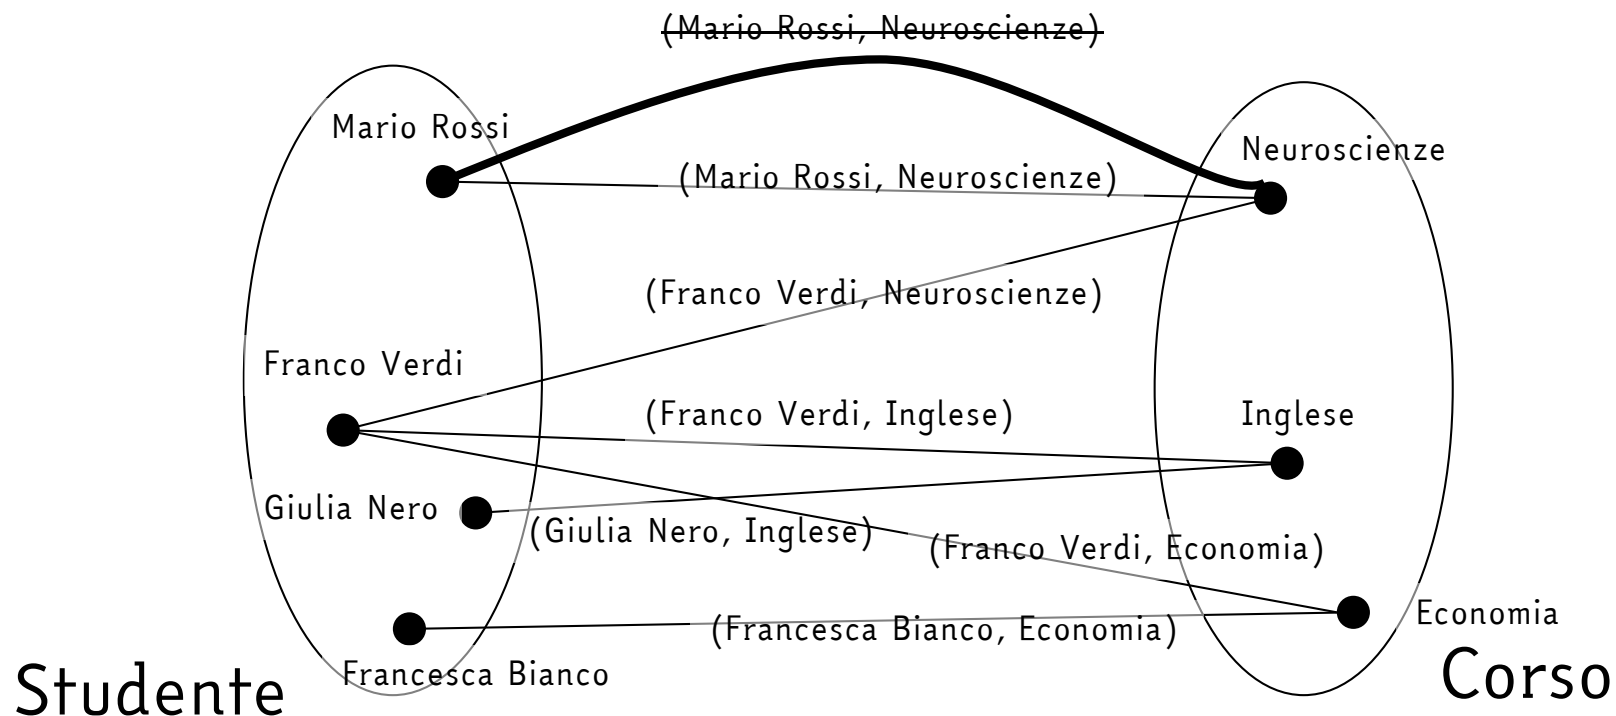 (Mario Rossi, Neuroscienze)
Mario Rossi
Neuroscienze
(Mario Rossi, Neuroscienze)
(Franco Verdi, Neuroscienze)
Franco Verdi
(Franco Verdi, Inglese)
Inglese
Giulia Nero
(Giulia Nero, Inglese)
(Franco Verdi, Economia)
Economia
(Francesca Bianco, Economia)
Francesca Bianco
Studente
Corso